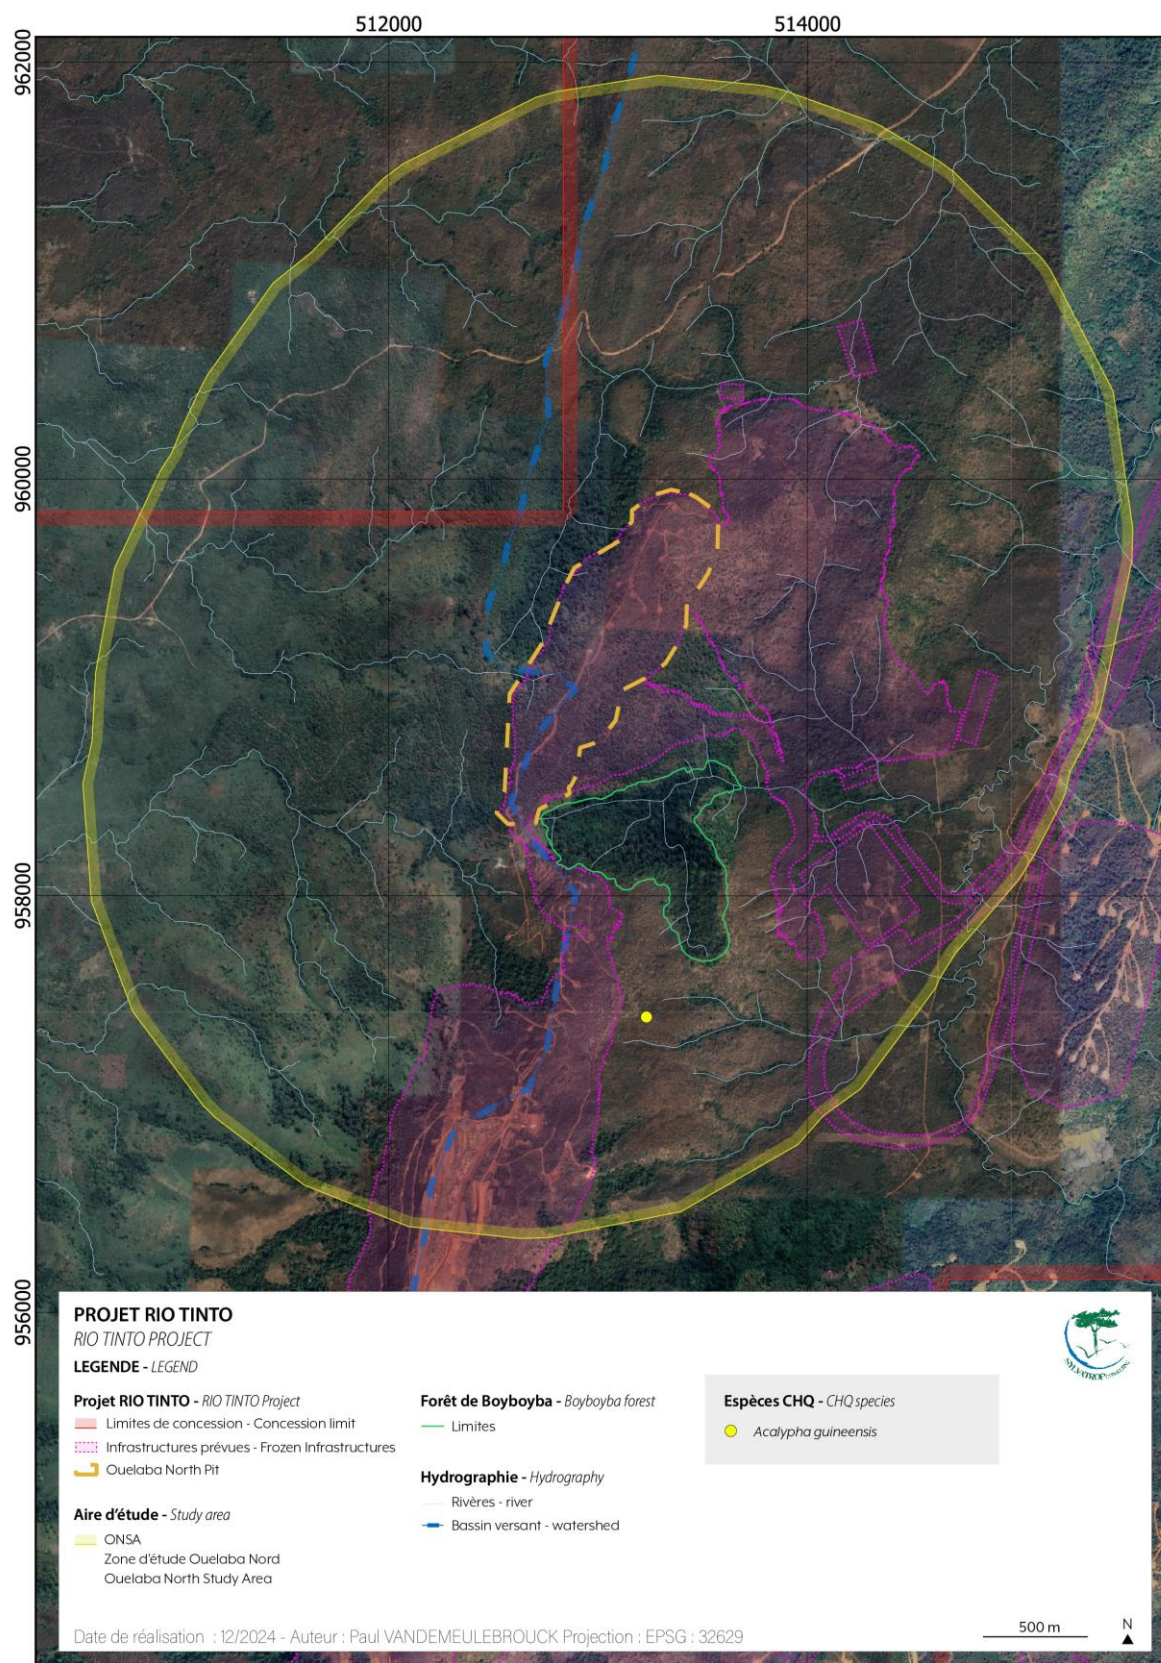 512000
514000
962000
960000
958000
956000
PROJET RIO TINTO
RIO TINTO PROJECT
LEGENDE - LEGEND
Projet RIO TINTO - RIO TINTO Project
Limites de concession - Concession limit
Infrastructures prévues - Frozen Infrastructures
Ouelaba North Pit
Aire d'étude - Study area
ONSA
Zone d'étude Ouelaba Nord
Ouelaba North Study Area
Forêt de Boyboyba - Boyboyba forest
Limites
Hydrographie - Hydrography
Rivères - river
Bassin versant - watershed
Espèces CHQ - CHQ species
Acalypha guineensis
SYLVATROP CONSULTING
500 m
N
Date de réalisation : 12/2024 - Auteur : Paul VANDEMEULEBROUCK Projection : EPSG : 32629